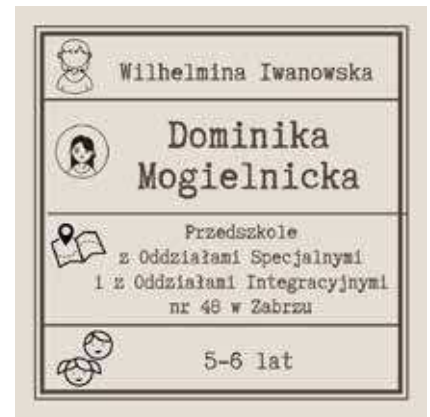 Wilhelmina Iwanowska
Dominika
Mogielnicka
Przedszkole
z Oddziałami Specjalnymi
i z Oddziałami Integracyjnymi
nr 48 w Zabrzu
5-6 lat